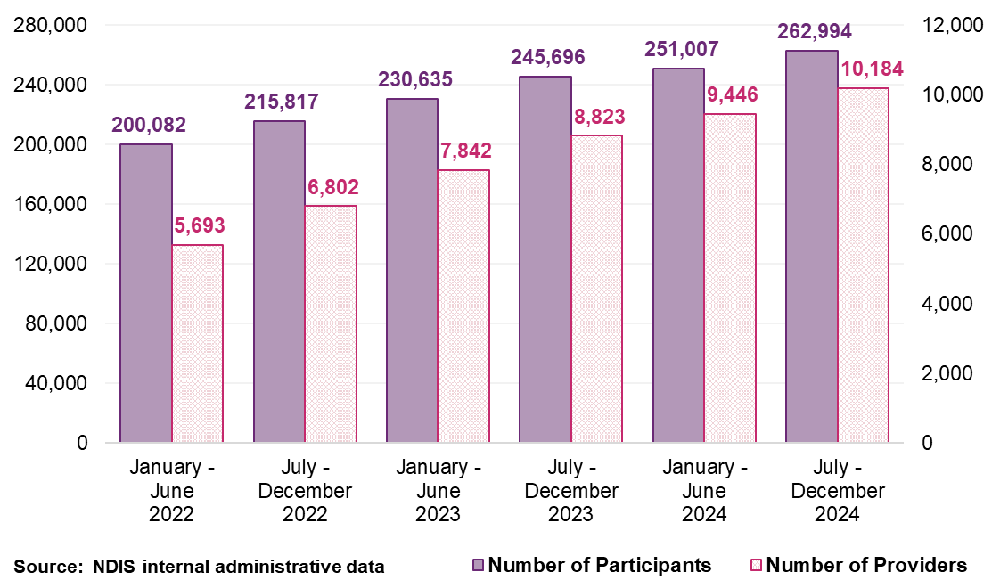 280,000
240,000
200,000
160,000
120,000
80,000
40,000
0
12,000
10,000
8,000
6,000
4,000
2,000
0
200,082
5,693
215,817
6,802
230,635
7,842
245,696
8,823
251,007
9,446
262,994
10,184
January -
June
2022
July -
December
2022
January -
June
2023
July -
December
2023
January -
June
2024
July -
December
2024
Source:  NDIS internal administrative data
Number of Participants
Number of Providers